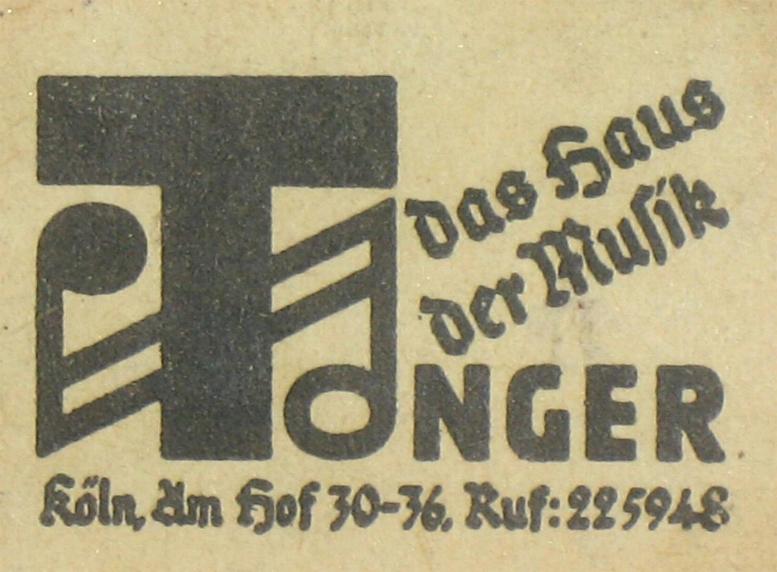 TONGER
das Haus
der Musik
Köln, Am Hof 30-36, Ruf: 225948